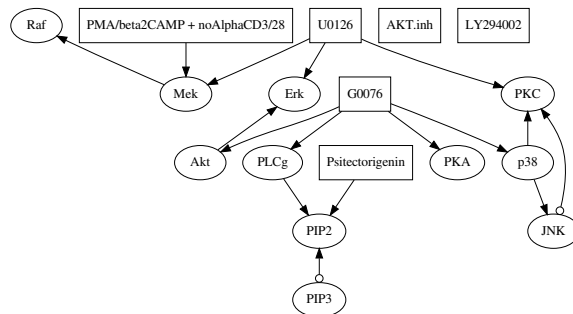 Raf
PMA/beta2CAMP + noAlphaCD3/28
U0126
AKT.inh
LY294002
Mek
Erk
G0076
PKC
Akt
PLCg
Psitectorigenin
PKA
p38
PIP2
JNK
PIP3